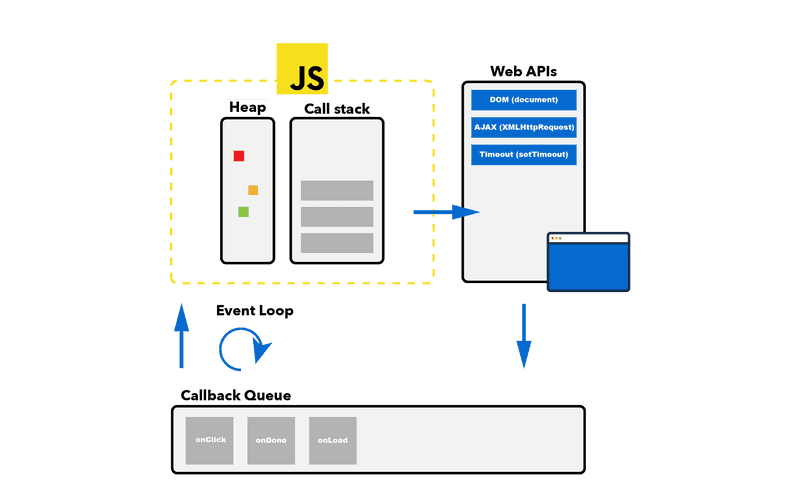 JS
Web APIs
Heap
Call stack
DOM (document)
AJAX (XMLHttpRequest)
Timeout (setTimeout)
Event Loop
Callback Queue
onClick
onDone
onLoad